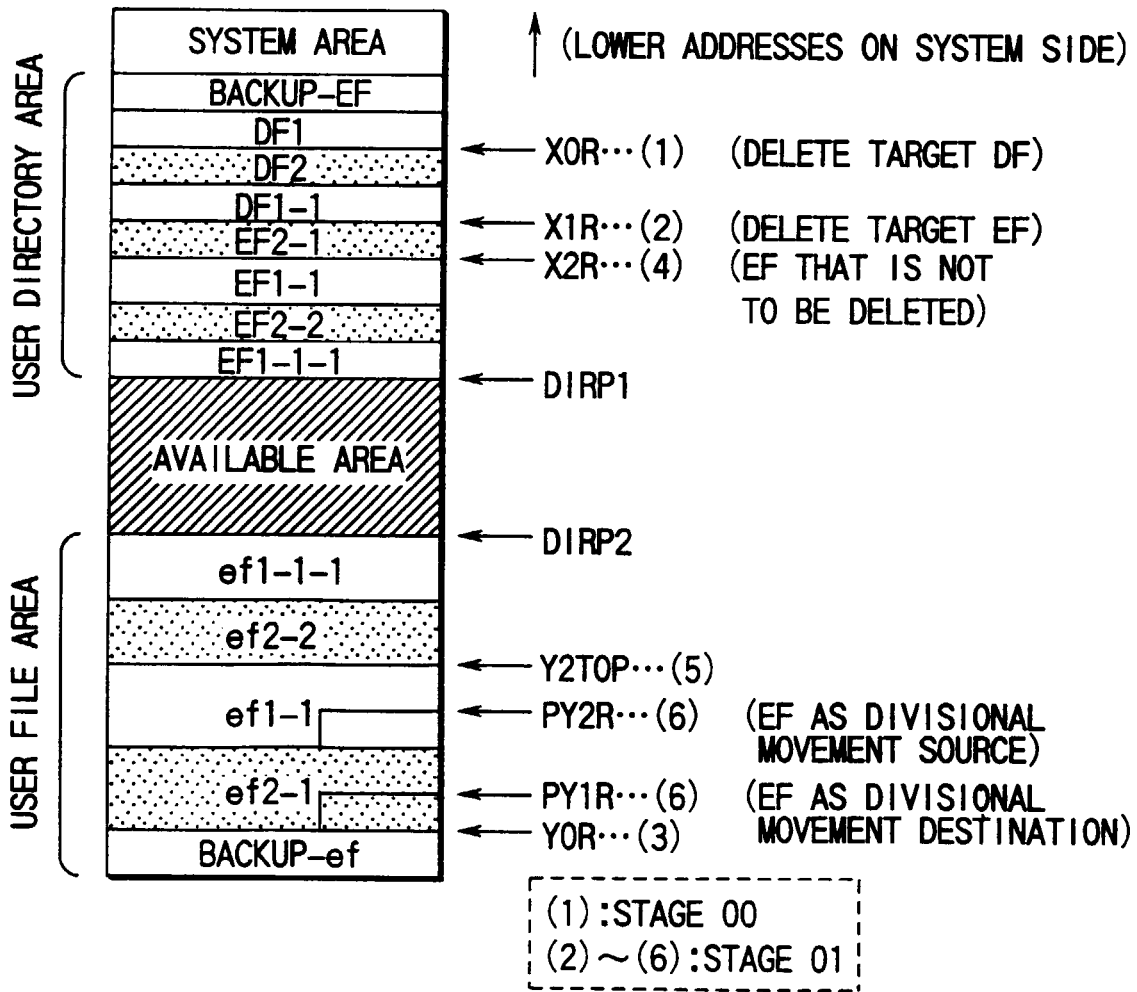 SYSTEM AREA
(LOWER ADDRESSES ON SYSTEM SIDE)
USER DIRECTORY AREA
BACKUP-EF
DF1
X0R···(1) (DELETE TARGET DF)
DF2
DF1-1
X1R···(2) (DELETE TARGET EF)
EF2-1
X2R···(4) (EF THAT IS NOT
TO BE DELETED)
EF1-1
EF2-2
EF1-1-1
DIRP1
AVAILABLE AREA
DIRP2
USER FILE AREA
ef1-1-1
ef2-2
Y2TOP···(5)
ef1-1
PY2R···(6) (EF AS DIVISIONAL
MOVEMENT SOURCE)
ef2-1
PY1R···(6) (EF AS DIVISIONAL
MOVEMENT DESTINATION)
Y0R···(3)
BACKUP-ef
(1):STAGE 00
(2)~(6):STAGE 01